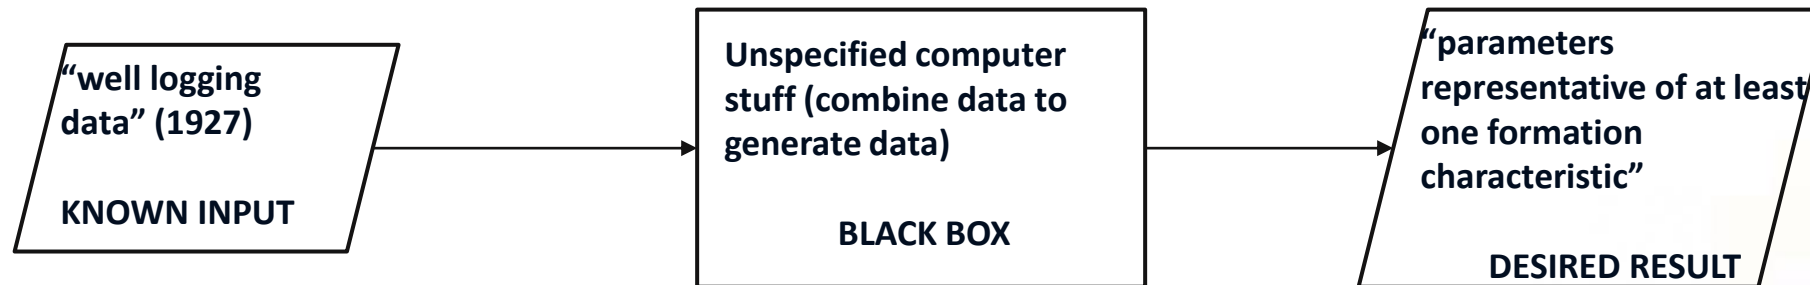 “well logging
data” (1927)
KNOWN INPUT
Unspecified computer
stuff (combine data to
generate data)
BLACK BOX
“parameters
representative of at least
one formation
characteristic”
DESIRED RESULT